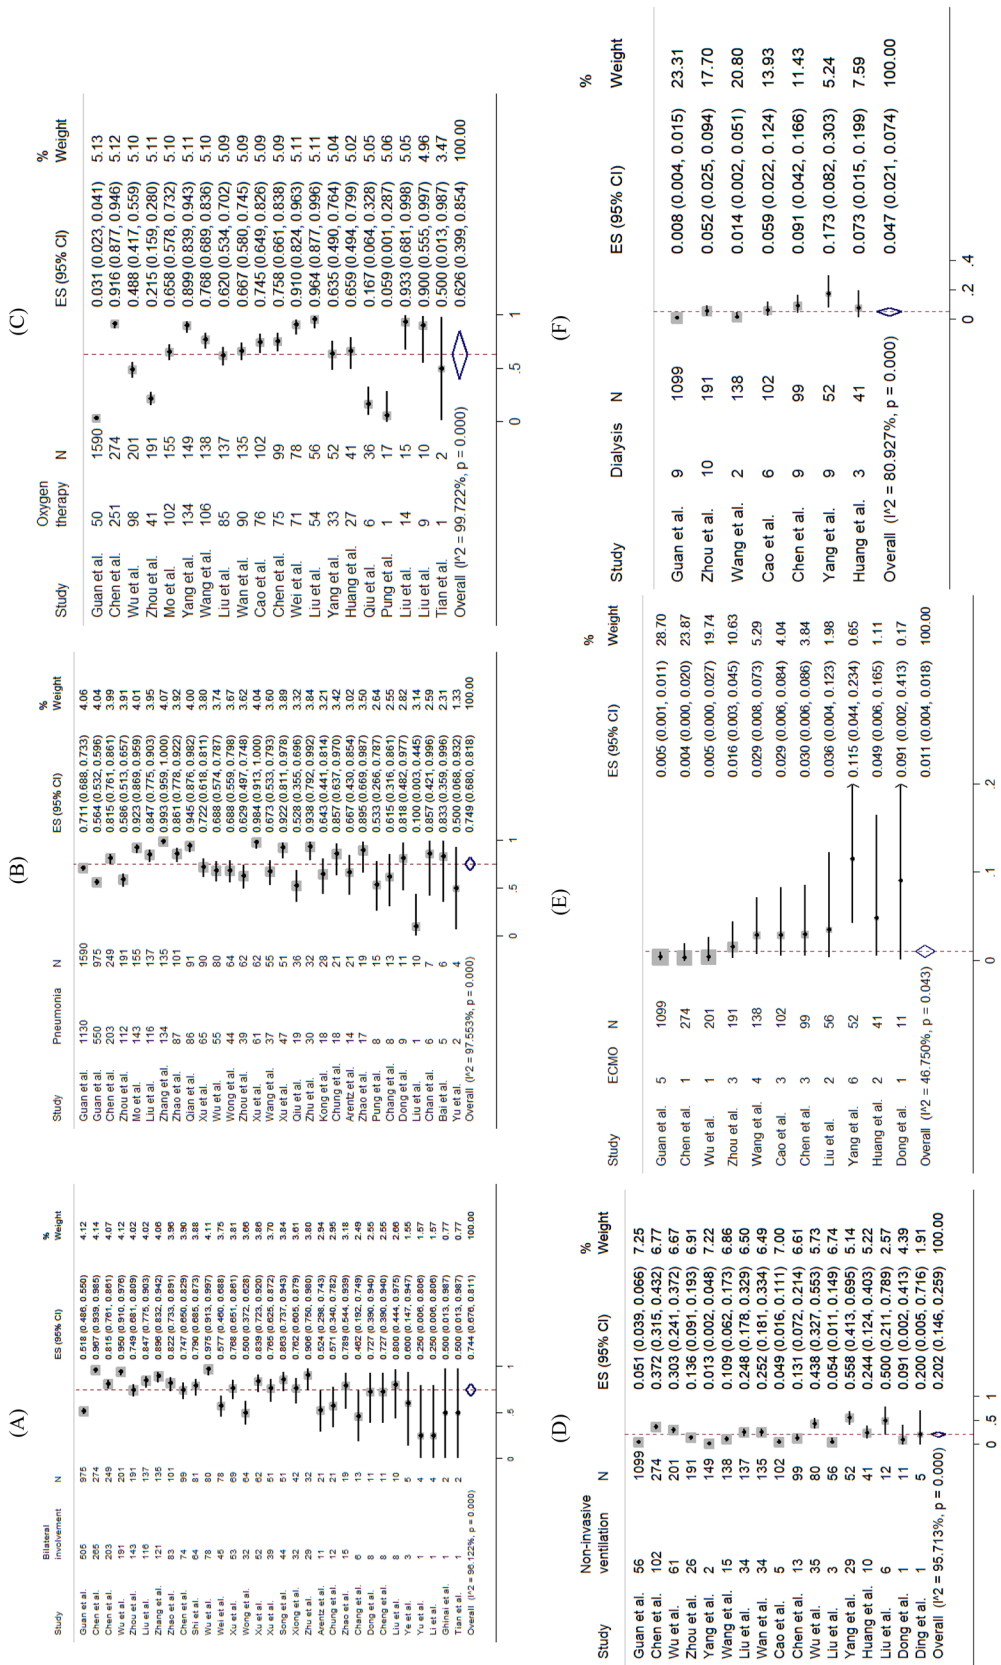 (A)
Study Bilateral involvement N ES (95% CI) % Weight
Guan et al. 505 975 0.518 (0.486, 0.550) 4.12
Chen et al. 265 274 0.967 (0.939, 0.985) 4.14
Chen et al. 203 249 0.815 (0.761, 0.861) 4.07
Wu et al. 191 201 0.950 (0.910, 0.976) 4.12
Zhou et al. 143 191 0.749 (0.681, 0.809) 4.02
Liu et al. 116 137 0.847 (0.775, 0.903) 4.02
Zhang et al. 121 135 0.896 (0.832, 0.942) 4.06
Zhao et al. 83 101 0.822 (0.733, 0.891) 3.96
Chen et al. 74 99 0.747 (0.650, 0.829) 3.90
Shi et al. 64 81 0.790 (0.685, 0.873) 3.88
Wu et al. 78 80 0.975 (0.913, 0.997) 4.11
Wei et al. 45 78 0.577 (0.460, 0.688) 3.75
Xu et al. 53 69 0.768 (0.651, 0.861) 3.81
Wong et al. 32 64 0.500 (0.372, 0.628) 3.66
Xu et al. 52 62 0.839 (0.723, 0.920) 3.86
Xu et al. 39 51 0.765 (0.625, 0.872) 3.70
Song et al. 44 51 0.863 (0.737, 0.943) 3.84
Xiong et al. 32 42 0.762 (0.605, 0.879) 3.61
Zhu et al. 29 32 0.906 (0.750, 0.980) 3.80
Arentz et al. 11 21 0.524 (0.298, 0.743) 2.94
Chung et al. 12 21 0.571 (0.340, 0.782) 2.95
Zhao et al. 15 19 0.789 (0.544, 0.939) 3.18
Chang et al. 6 13 0.462 (0.192, 0.749) 2.49
Dong et al. 8 11 0.727 (0.390, 0.940) 2.55
Cheng et al. 8 11 0.727 (0.390, 0.940) 2.55
Liu et al. 8 10 0.800 (0.444, 0.975) 2.66
Ye et al. 3 5 0.600 (0.147, 0.947) 1.55
Yu et al. 1 4 0.250 (0.006, 0.806) 1.57
Li et al. 1 4 0.250 (0.006, 0.806) 1.57
Ghinai et al. 1 2 0.500 (0.013, 0.987) 0.77
Tian et al. 1 2 0.500 (0.013, 0.987) 0.77
Overall (I^2 = 96.122%, p = 0.000) 0.744 (0.676, 0.811) 100.00
0 .5 1
(B)
Study Pneumonia N ES (95% CI) % Weight
Guan et al. 1130 1590 0.711 (0.688, 0.733) 4.06
Guan et al. 550 975 0.564 (0.532, 0.596) 4.04
Chen et al. 203 249 0.815 (0.761, 0.861) 3.99
Zhou et al. 112 191 0.586 (0.513, 0.657) 3.91
Mo et al. 143 155 0.923 (0.869, 0.959) 4.01
Liu et al. 116 137 0.847 (0.775, 0.903) 3.95
Zhang et al. 134 135 0.993 (0.959, 1.000) 4.07
Zhao et al. 87 101 0.861 (0.778, 0.922) 3.92
Qian et al. 86 91 0.945 (0.876, 0.982) 4.00
Xu et al. 65 90 0.722 (0.618, 0.811) 3.80
Wu et al. 55 80 0.688 (0.574, 0.787) 3.74
Wong et al. 44 64 0.688 (0.559, 0.798) 3.67
Zhou et al. 39 62 0.629 (0.497, 0.748) 3.62
Xu et al. 61 62 0.984 (0.913, 1.000) 4.04
Wang et al. 37 55 0.673 (0.533, 0.793) 3.60
Xu et al. 47 51 0.922 (0.811, 0.978) 3.89
Qiu et al. 19 36 0.528 (0.355, 0.696) 3.32
Zhu et al. 30 32 0.938 (0.792, 0.992) 3.84
Kong et al. 18 28 0.643 (0.441, 0.814) 3.21
Chung et al. 18 21 0.857 (0.637, 0.970) 3.42
Arentz et al. 14 21 0.667 (0.430, 0.854) 3.02
Zhao et al. 17 19 0.895 (0.669, 0.987) 3.50
Pung et al. 8 15 0.533 (0.266, 0.787) 2.64
Chang et al. 8 13 0.615 (0.316, 0.861) 2.55
Dong et al. 9 11 0.818 (0.482, 0.977) 2.82
Liu et al. 1 10 0.100 (0.003, 0.445) 3.14
Chan et al. 6 7 0.857 (0.421, 0.996) 2.59
Bai et al. 5 6 0.833 (0.359, 0.996) 2.31
Yu et al. 2 4 0.500 (0.068, 0.932) 1.33
Overall (I^2 = 97.553%, p = 0.000) 0.749 (0.680, 0.818) 100.00
0 .5 1
(C)
Study Oxygen therapy N ES (95% CI) % Weight
Guan et al. 50 1590 0.031 (0.023, 0.041) 5.13
Chen et al. 251 274 0.916 (0.877, 0.946) 5.12
Wu et al. 98 201 0.488 (0.417, 0.559) 5.10
Zhou et al. 41 191 0.215 (0.159, 0.280) 5.11
Mo et al. 102 155 0.658 (0.578, 0.732) 5.10
Yang et al. 134 149 0.899 (0.839, 0.943) 5.11
Wang et al. 106 138 0.768 (0.689, 0.836) 5.10
Liu et al. 85 137 0.620 (0.534, 0.702) 5.09
Wan et al. 90 135 0.667 (0.580, 0.745) 5.09
Cao et al. 76 102 0.745 (0.649, 0.826) 5.09
Chen et al. 75 99 0.758 (0.661, 0.838) 5.09
Wei et al. 71 78 0.910 (0.824, 0.963) 5.11
Liu et al. 54 56 0.964 (0.877, 0.996) 5.11
Yang et al. 33 52 0.635 (0.490, 0.764) 5.04
Huang et al. 27 41 0.659 (0.494, 0.799) 5.02
Qiu et al. 6 36 0.167 (0.064, 0.328) 5.05
Pung et al. 1 17 0.059 (0.001, 0.287) 5.06
Liu et al. 14 15 0.933 (0.681, 0.998) 5.05
Liu et al. 9 10 0.900 (0.555, 0.997) 4.96
Tian et al. 1 2 0.500 (0.013, 0.987) 3.47
Overall (I^2 = 99.722%, p = 0.000) 0.626 (0.399, 0.854) 100.00
0 .5 1
(D)
Study Non-invasive ventilation N ES (95% CI) % Weight
Guan et al. 56 1099 0.051 (0.039, 0.066) 7.25
Chen et al. 102 274 0.372 (0.315, 0.432) 6.77
Wu et al. 61 201 0.303 (0.241, 0.372) 6.67
Zhou et al. 26 191 0.136 (0.091, 0.193) 6.91
Yang et al. 2 149 0.013 (0.002, 0.048) 7.22
Wang et al. 15 138 0.109 (0.062, 0.173) 6.86
Liu et al. 34 137 0.248 (0.178, 0.329) 6.50
Wan et al. 34 135 0.252 (0.181, 0.334) 6.49
Cao et al. 5 102 0.049 (0.016, 0.111) 7.00
Chen et al. 13 99 0.131 (0.072, 0.214) 6.61
Wu et al. 35 80 0.438 (0.327, 0.553) 5.73
Liu et al. 3 56 0.054 (0.011, 0.149) 6.74
Yang et al. 29 52 0.558 (0.413, 0.695) 5.14
Huang et al. 10 41 0.244 (0.124, 0.403) 5.22
Liu et al. 6 12 0.500 (0.211, 0.789) 2.57
Dong et al. 1 11 0.091 (0.002, 0.413) 4.39
Ding et al. 1 5 0.200 (0.005, 0.716) 1.91
Overall (I^2 = 95.713%, p = 0.000) 0.202 (0.146, 0.259) 100.00
0 .5 1
(E)
Study ECMO N ES (95% CI) % Weight
Guan et al. 5 1099 0.005 (0.001, 0.011) 28.70
Chen et al. 1 274 0.004 (0.000, 0.020) 23.87
Wu et al. 1 201 0.005 (0.000, 0.027) 19.74
Zhou et al. 3 191 0.016 (0.003, 0.045) 10.63
Wang et al. 4 138 0.029 (0.008, 0.073) 5.29
Cao et al. 3 102 0.029 (0.006, 0.084) 4.04
Chen et al. 3 99 0.030 (0.006, 0.086) 3.84
Liu et al. 2 56 0.036 (0.004, 0.123) 1.98
Yang et al. 6 52 0.115 (0.044, 0.234) 0.65
Huang et al. 2 41 0.049 (0.006, 0.165) 1.11
Dong et al. 1 11 0.091 (0.002, 0.413) 0.17
Overall (I^2 = 46.750%, p = 0.043) 0.011 (0.004, 0.018) 100.00
0 .1 .2
(F)
Study Dialysis N ES (95% CI) % Weight
Guan et al. 9 1099 0.008 (0.004, 0.015) 23.31
Zhou et al. 10 191 0.052 (0.025, 0.094) 17.70
Wang et al. 2 138 0.014 (0.002, 0.051) 20.80
Cao et al. 6 102 0.059 (0.022, 0.124) 13.93
Chen et al. 9 99 0.091 (0.042, 0.166) 11.43
Yang et al. 9 52 0.173 (0.082, 0.303) 5.24
Huang et al. 3 41 0.073 (0.015, 0.199) 7.59
Overall (I^2 = 80.927%, p = 0.000) 0.047 (0.021, 0.074) 100.00
0 .2 .4